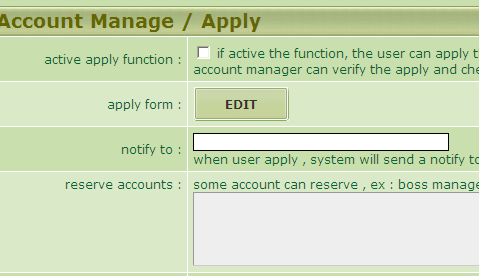 Account Manage / Apply
active apply function : if active the function, the user can apply
account manager can verify the apply and
apply form : EDIT
notify to :
when user apply , system will send a notify to
reserve accounts : some account can reserve , ex : boss manage